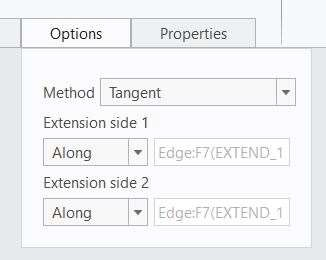 Options Properties
Method Tangent
Extension side 1
Along Edge:F7(EXTEND_1
Extension side 2
Along Edge:F7(EXTEND_1